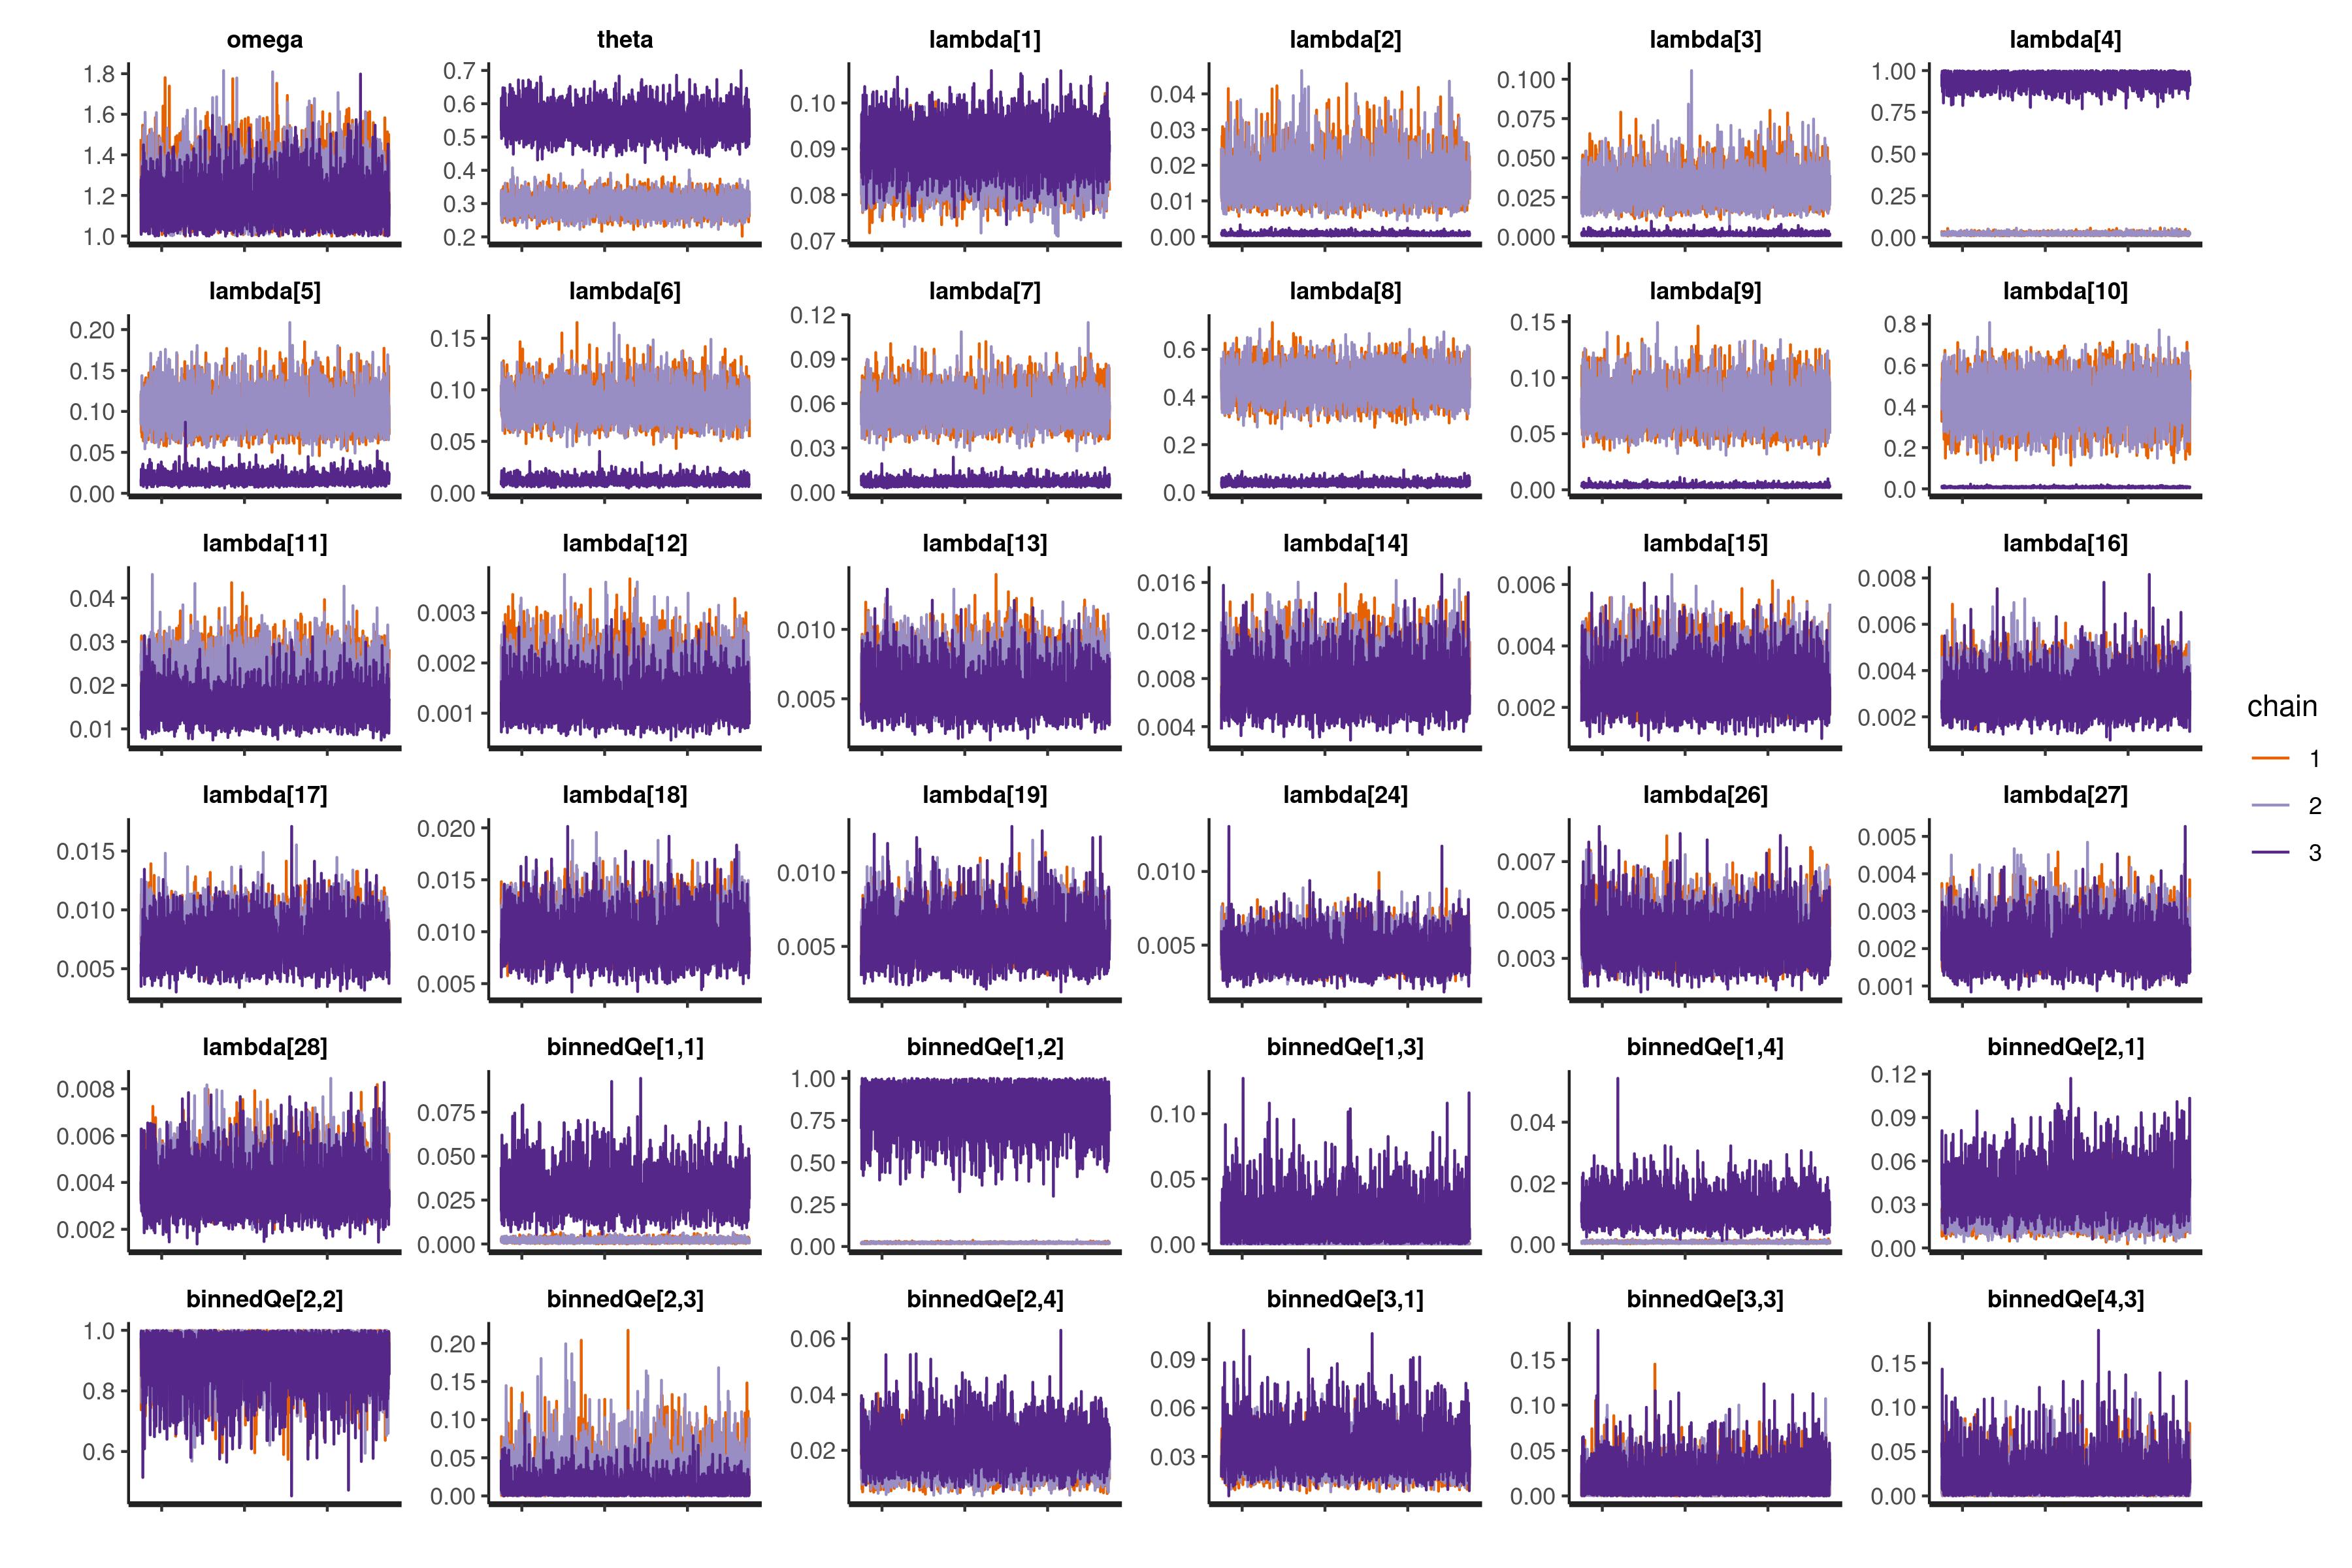 omega theta lambda[1] lambda[2] lambda[3] lambda[4]
1.8 1.6 1.4 1.2 1.0
0.7 0.6 0.5 0.4 0.3 0.2
0.10 0.09 0.08 0.07
0.04 0.03 0.02 0.01 0.00
0.100 0.075 0.050 0.025 0.000
1.00 0.75 0.50 0.25 0.00
lambda[5] lambda[6] lambda[7] lambda[8] lambda[9] lambda[10]
0.20 0.15 0.10 0.05 0.00
0.15 0.10 0.05 0.00
0.12 0.09 0.06 0.03 0.00
0.6 0.4 0.2 0.0
0.15 0.10 0.05 0.00
0.8 0.6 0.4 0.2 0.0
lambda[11] lambda[12] lambda[13] lambda[14] lambda[15] lambda[16]
0.04 0.03 0.02 0.01
0.003 0.002 0.001
0.010 0.005
0.016 0.012 0.008 0.004
0.006 0.004 0.002
0.008 0.006 0.004 0.002
lambda[17] lambda[18] lambda[19] lambda[24] lambda[26] lambda[27]
0.015 0.010 0.005
0.020 0.015 0.010 0.005
0.010 0.005
0.010 0.005
0.007 0.005 0.003
0.005 0.004 0.003 0.002 0.001
lambda[28] binnedQe[1,1] binnedQe[1,2] binnedQe[1,3] binnedQe[1,4] binnedQe[2,1]
0.008 0.006 0.004 0.002
0.075 0.050 0.025 0.000
1.00 0.75 0.50 0.25 0.00
0.10 0.05 0.00
0.04 0.02 0.00
0.12 0.09 0.06 0.03 0.00
binnedQe[2,2] binnedQe[2,3] binnedQe[2,4] binnedQe[3,1] binnedQe[3,3] binnedQe[4,3]
1.0 0.8 0.6
0.20 0.15 0.10 0.05 0.00
0.06 0.04 0.02
0.09 0.06 0.03
0.15 0.10 0.05 0.00
0.15 0.10 0.05 0.00
chain
1
2
3